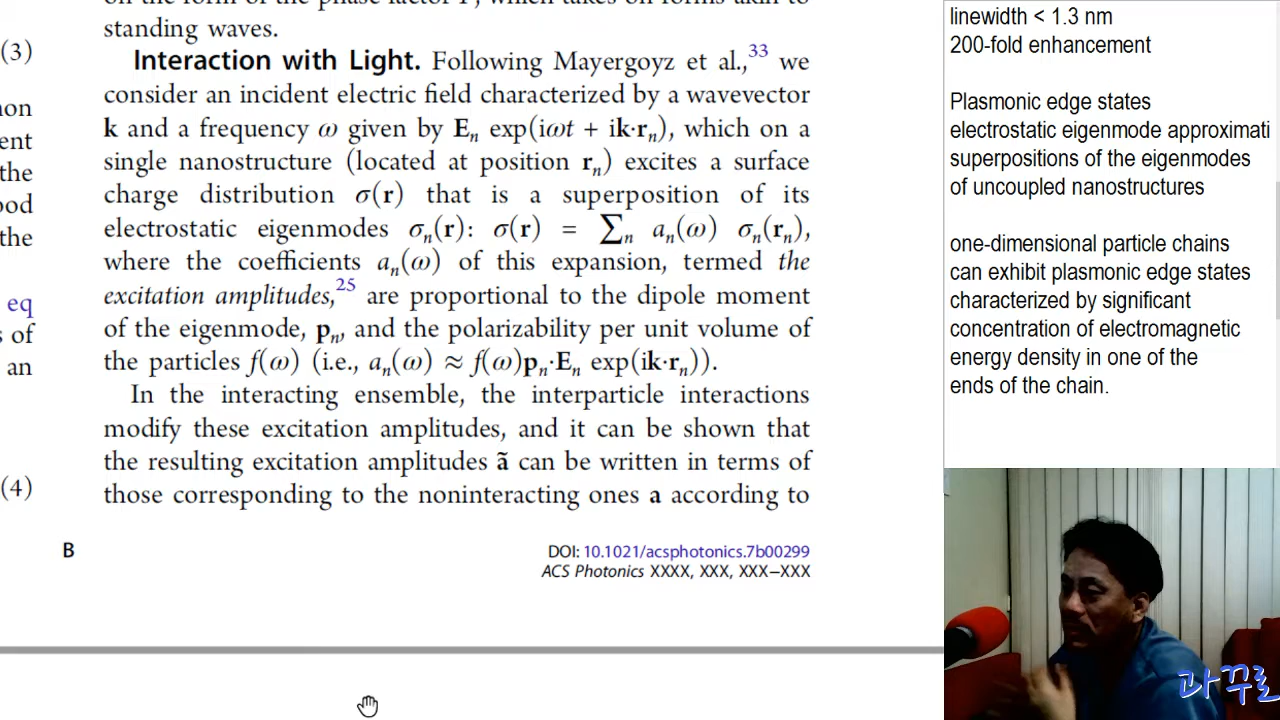 on the form of the phase factor F, which takes on forms akin to
standing waves.
(3)
Interaction with Light. Following Mayergoyz et al.,33 we
consider an incident electric field characterized by a wavevector
k and a frequency ω given by En exp(iωt + ik·rn), which on a
single nanostructure (located at position rn) excites a surface
charge distribution σ(r) that is a superposition of its
electrostatic eigenmodes σn(r): σ(r) = ∑n an(ω) σn(rn),
where the coefficients an(ω) of this expansion, termed the
excitation amplitudes,25 are proportional to the dipole moment
of the eigenmode, pn, and the polarizability per unit volume of
the particles f(ω) (i.e., an(ω) ≈ f(ω)pn·En exp(ik·rn)).
In the interacting ensemble, the interparticle interactions
modify these excitation amplitudes, and it can be shown that
the resulting excitation amplitudes ã can be written in terms of
those corresponding to the noninteracting ones a according to
ent
the
the
eq
s of
an
(4)
B
DOI: 10.1021/acsphotonics.7b00299
ACS Photonics XXXX, XXX, XXX−XXX
linewidth < 1.3 nm
200-fold enhancement
Plasmonic edge states
electrostatic eigenmode approximati
superpositions of the eigenmodes
of uncoupled nanostructures
one-dimensional particle chains
can exhibit plasmonic edge states
characterized by significant
concentration of electromagnetic
energy density in one of the
ends of the chain.
과꾸로